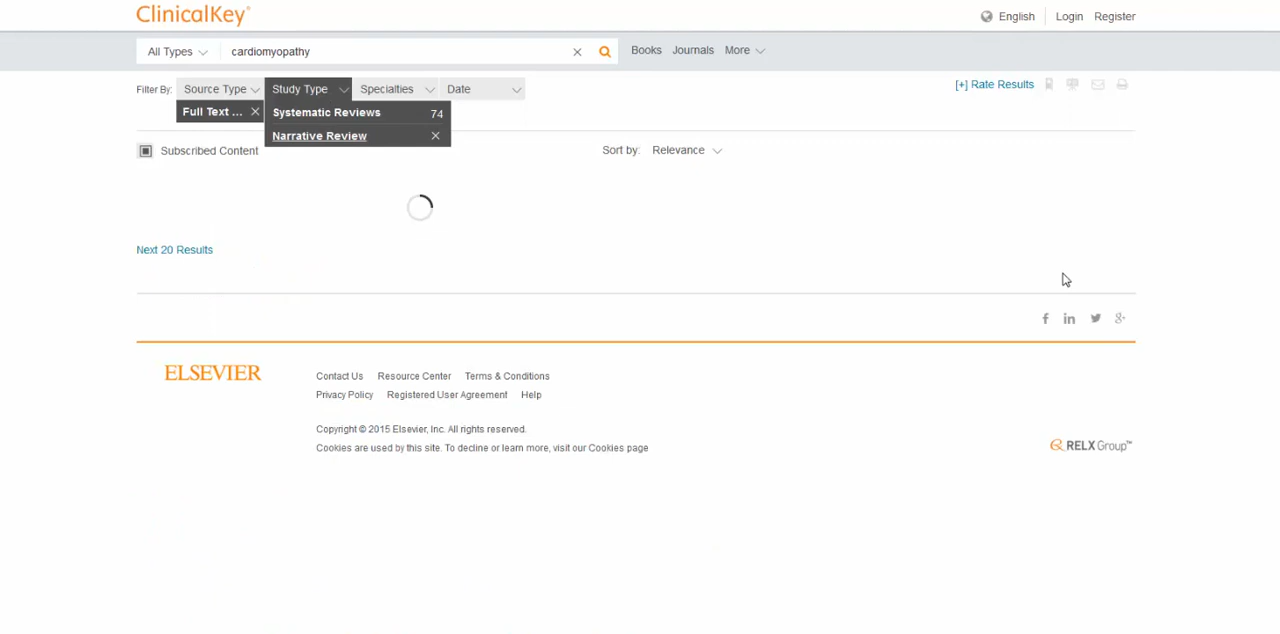 ClinicalKey®
English Login Register
All Types cardiomyopathy Books Journals More
Filter By: Source Type Study Type Specialties Date [+] Rate Results
Full Text ... Systematic Reviews 74
Narrative Review
Subscribed Content Sort by: Relevance
Next 20 Results
ELSEVIER
Contact Us Resource Center Terms & Conditions
Privacy Policy Registered User Agreement Help
Copyright © 2015 Elsevier, Inc. All rights reserved.
Cookies are used by this site. To decline or learn more, visit our Cookies page
RELX Group™